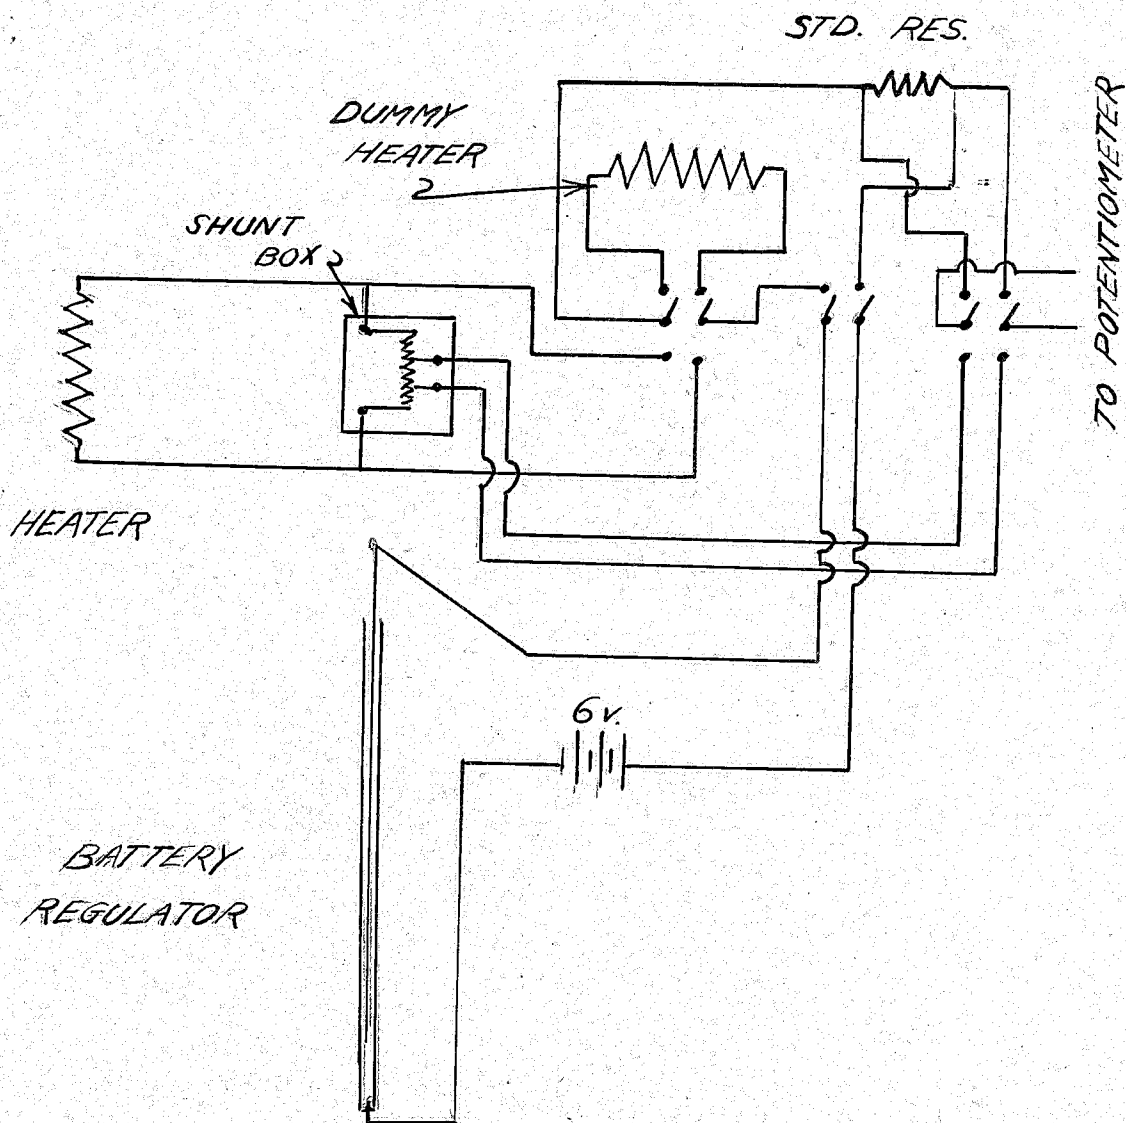 STD. RES.
DUMMY
HEATER
SHUNT
BOX
TO POTENTIOMETER
HEATER
6 v.
BATTERY
REGULATOR